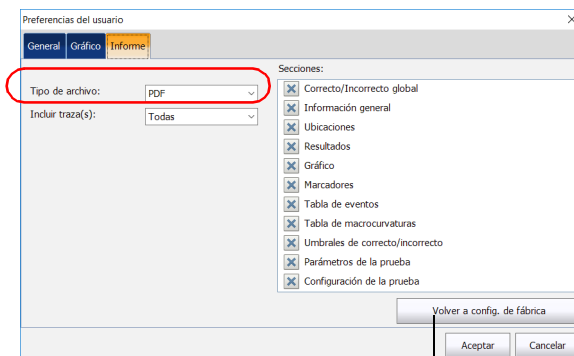 Preferencias del usuario
General Gráfico Informe
Tipo de archivo: PDF
Incluir traza(s): Todas
Secciones:
Correcto/Incorrecto global
Información general
Ubicaciones
Resultados
Gráfico
Marcadores
Tabla de eventos
Tabla de macrocurvaturas
Umbrales de correcto/incorrecto
Parámetros de la prueba
Configuración de la prueba
Volver a config. de fábrica
Aceptar Cancelar